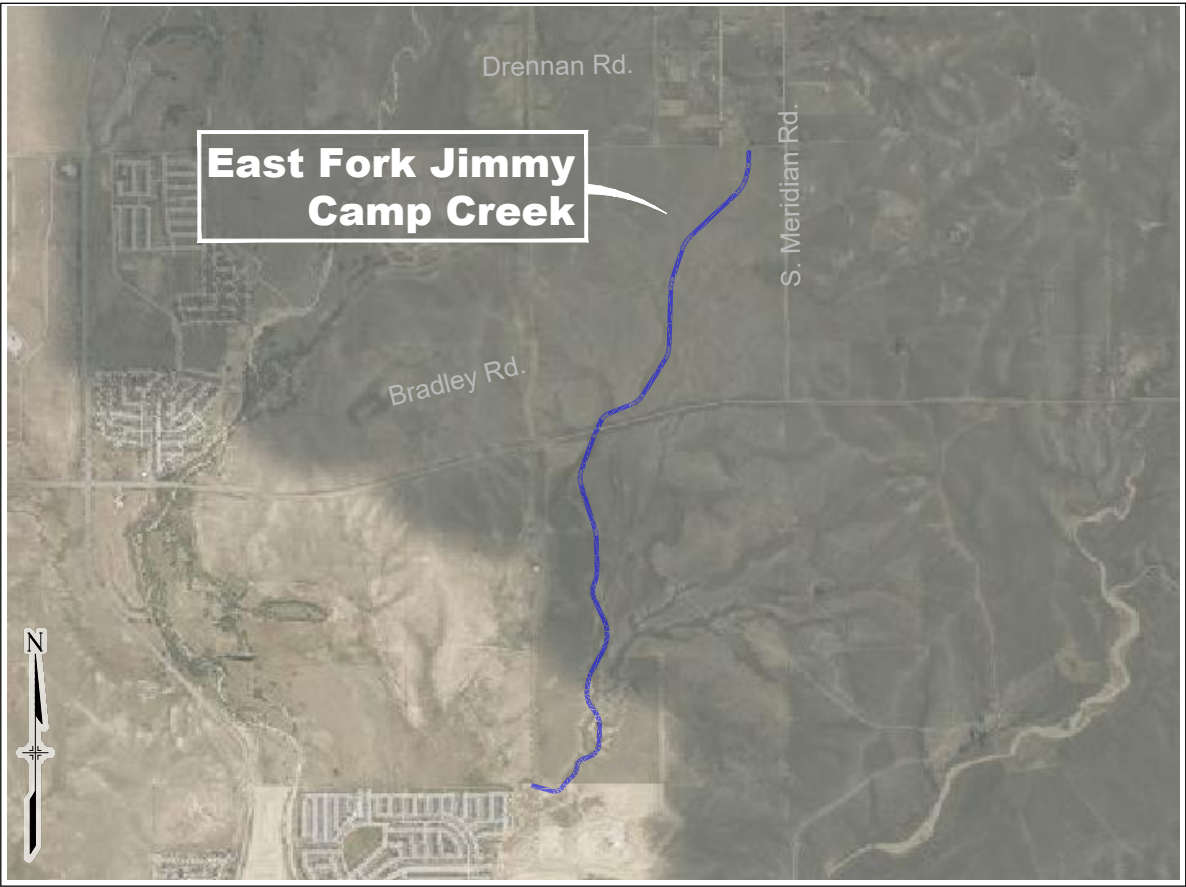 Drennan Rd.
East Fork Jimmy
Camp Creek
S. Meridian Rd.
Bradley Rd.
N